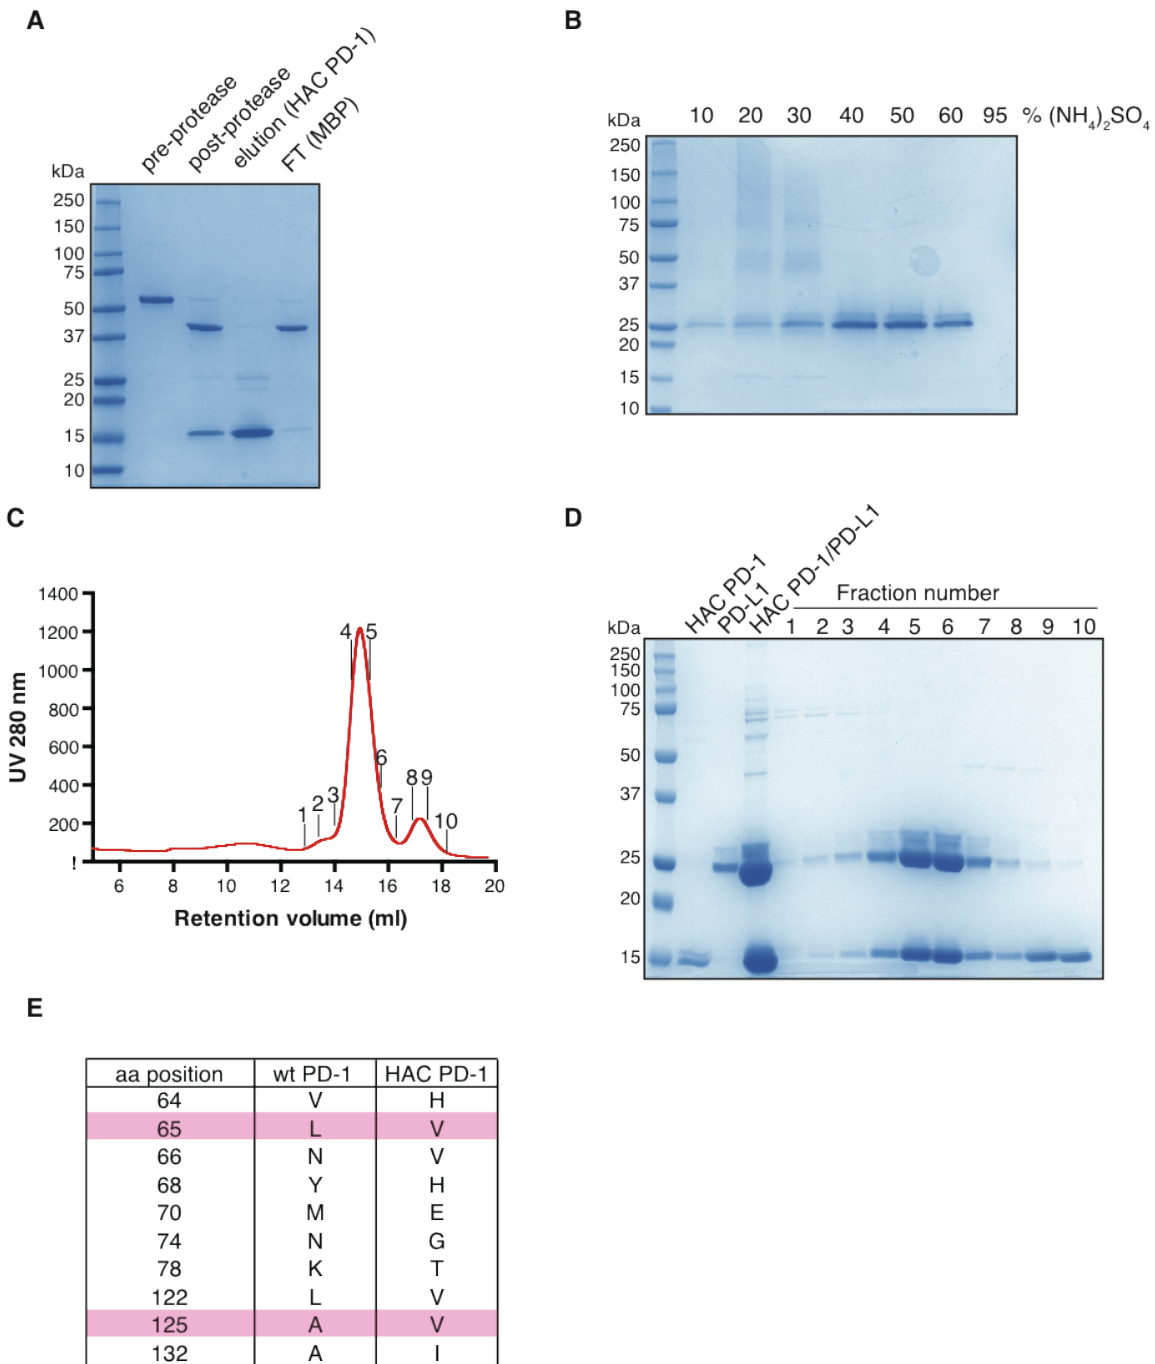 A
pre-protease
post-protease
elution (HAC PD-1)
FT (MBP)
kDa
250
150
100
75
50
37
25
20
15
10
B
kDa 10 20 30 40 50 60 95 % (NH4)2SO4
250
150
100
75
50
37
25
20
15
10
C
UV 280 nm
1400
1200
1000
800
600
400
200
!
4 5
6
8 9
7
3
2
1
10
6 8 10 12 14 16 18 20
Retention volume (ml)
D
HAC PD-1
PD-L1
HAC PD-1/PD-L1
Fraction number
kDa 1 2 3 4 5 6 7 8 9 10
250
150
100
75
50
37
25
20
15
E
aa position wt PD-1 HAC PD-1
64 V H
65 L V
66 N V
68 Y H
70 M E
74 N G
78 K T
122 L V
125 A V
132 A I